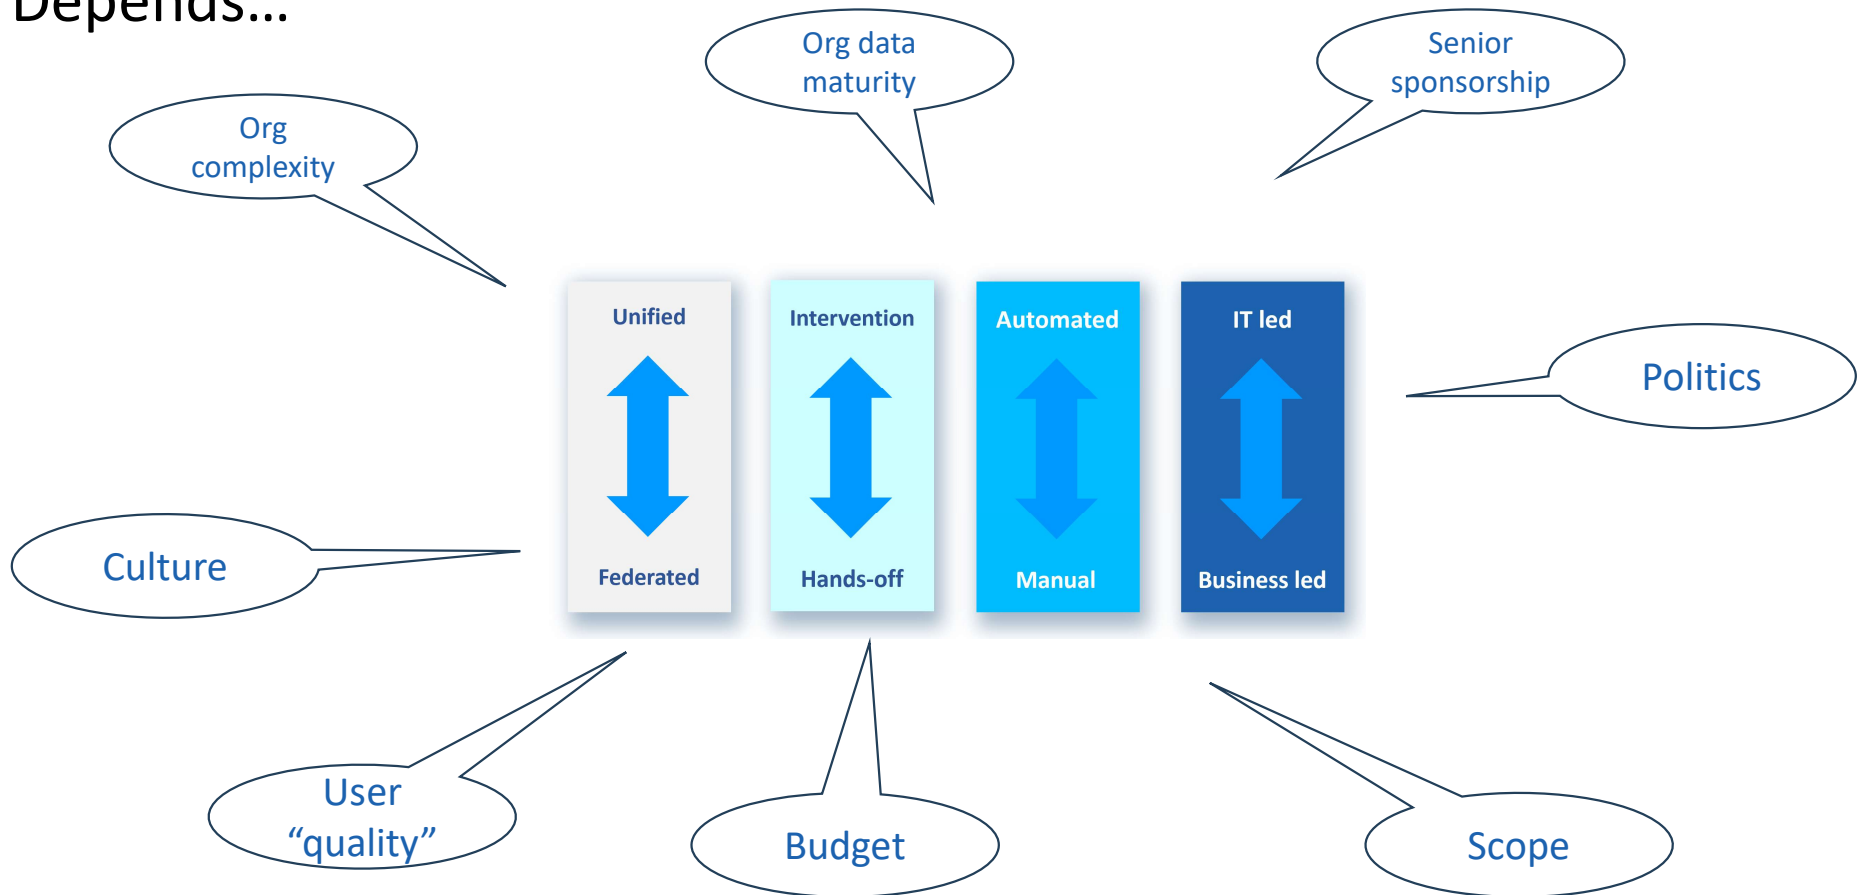 Depends...
Org data
maturity
Senior
sponsorship
Org
complexity
Unified
Intervention
Automated
IT led
Politics
Culture
Federated
Hands-off
Manual
Business led
User
“quality”
Budget
Scope